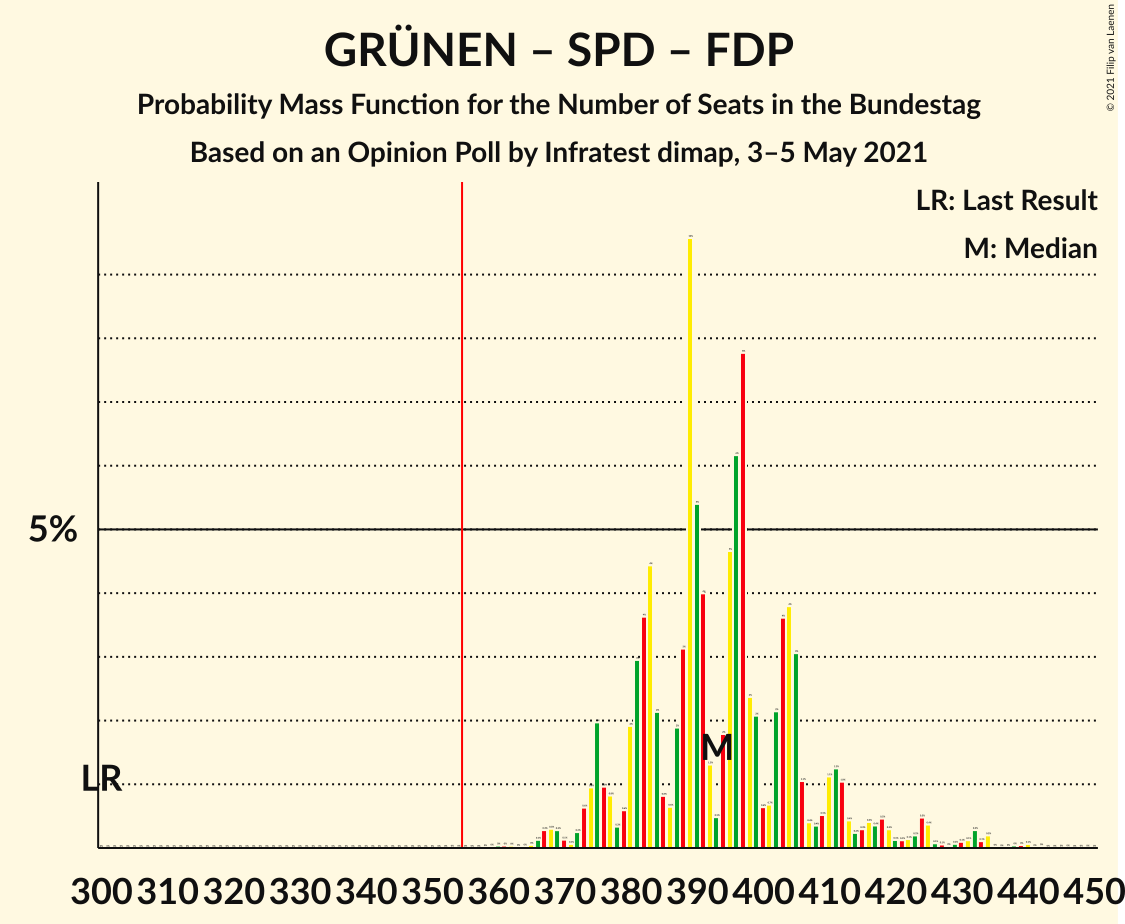 GRÜNEN – SPD – FDP
Probability Mass Function for the Number of Seats in the Bundestag
Based on an Opinion Poll by Infratest dimap, 3–5 May 2021
© 2021 Filip van Laenen
LR: Last Result
M: Median
5%
M
LR
300 310 320 330 340 350 360 370 380 390 400 410 420 430 440 450